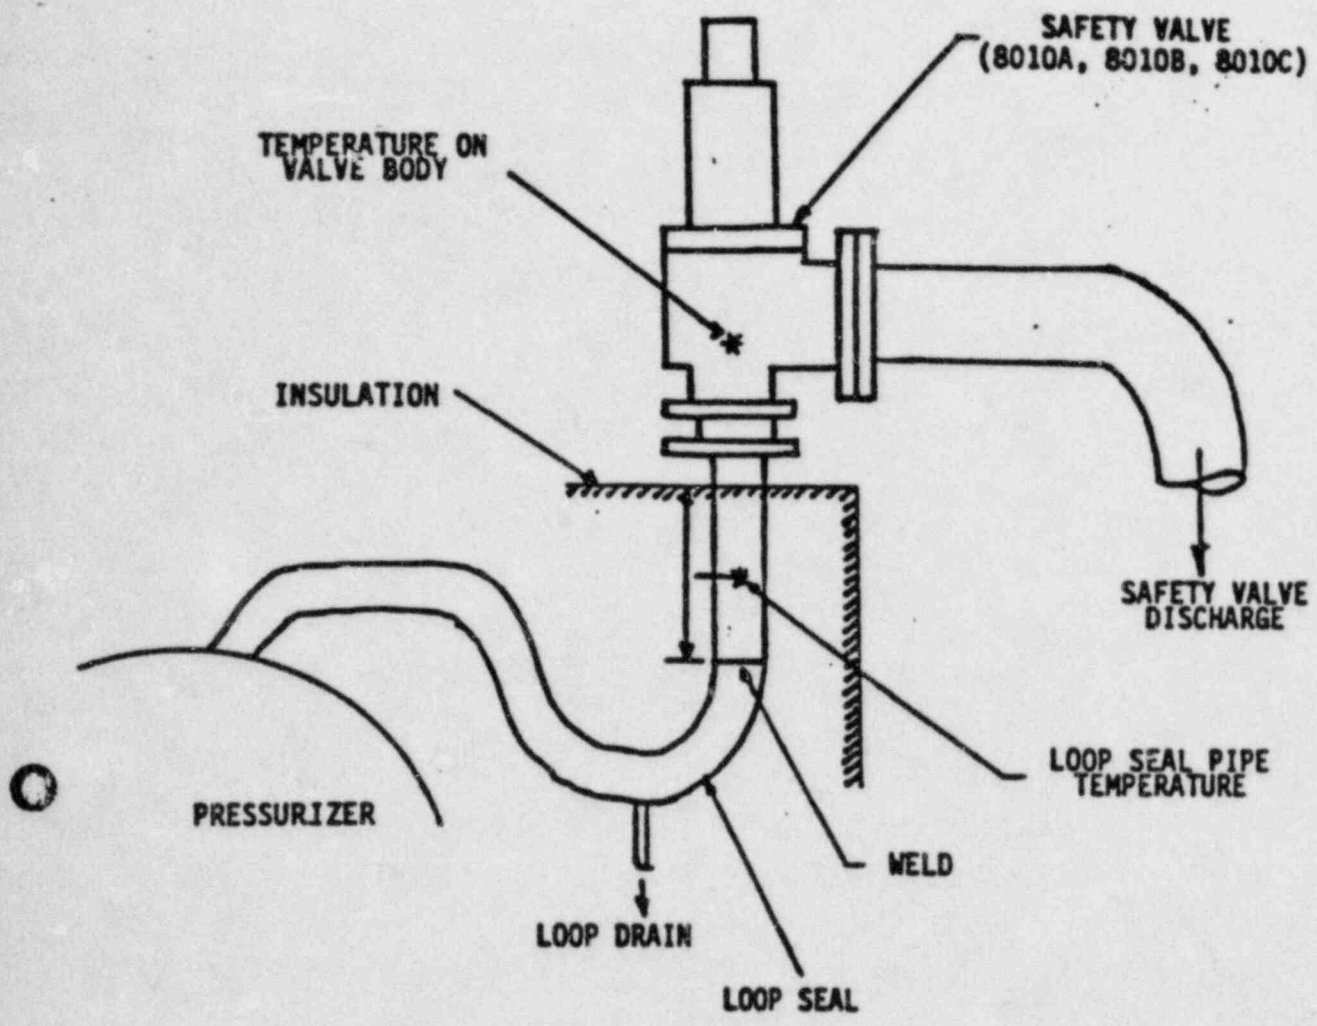 SAFETY VALVE
(8010A, 8010B, 8010C)
TEMPERATURE ON
VALVE BODY
INSULATION
SAFETY VALVE
DISCHARGE
LOOP SEAL PIPE
TEMPERATURE
PRESSURIZER
WELD
LOOP DRAIN
LOOP SEAL